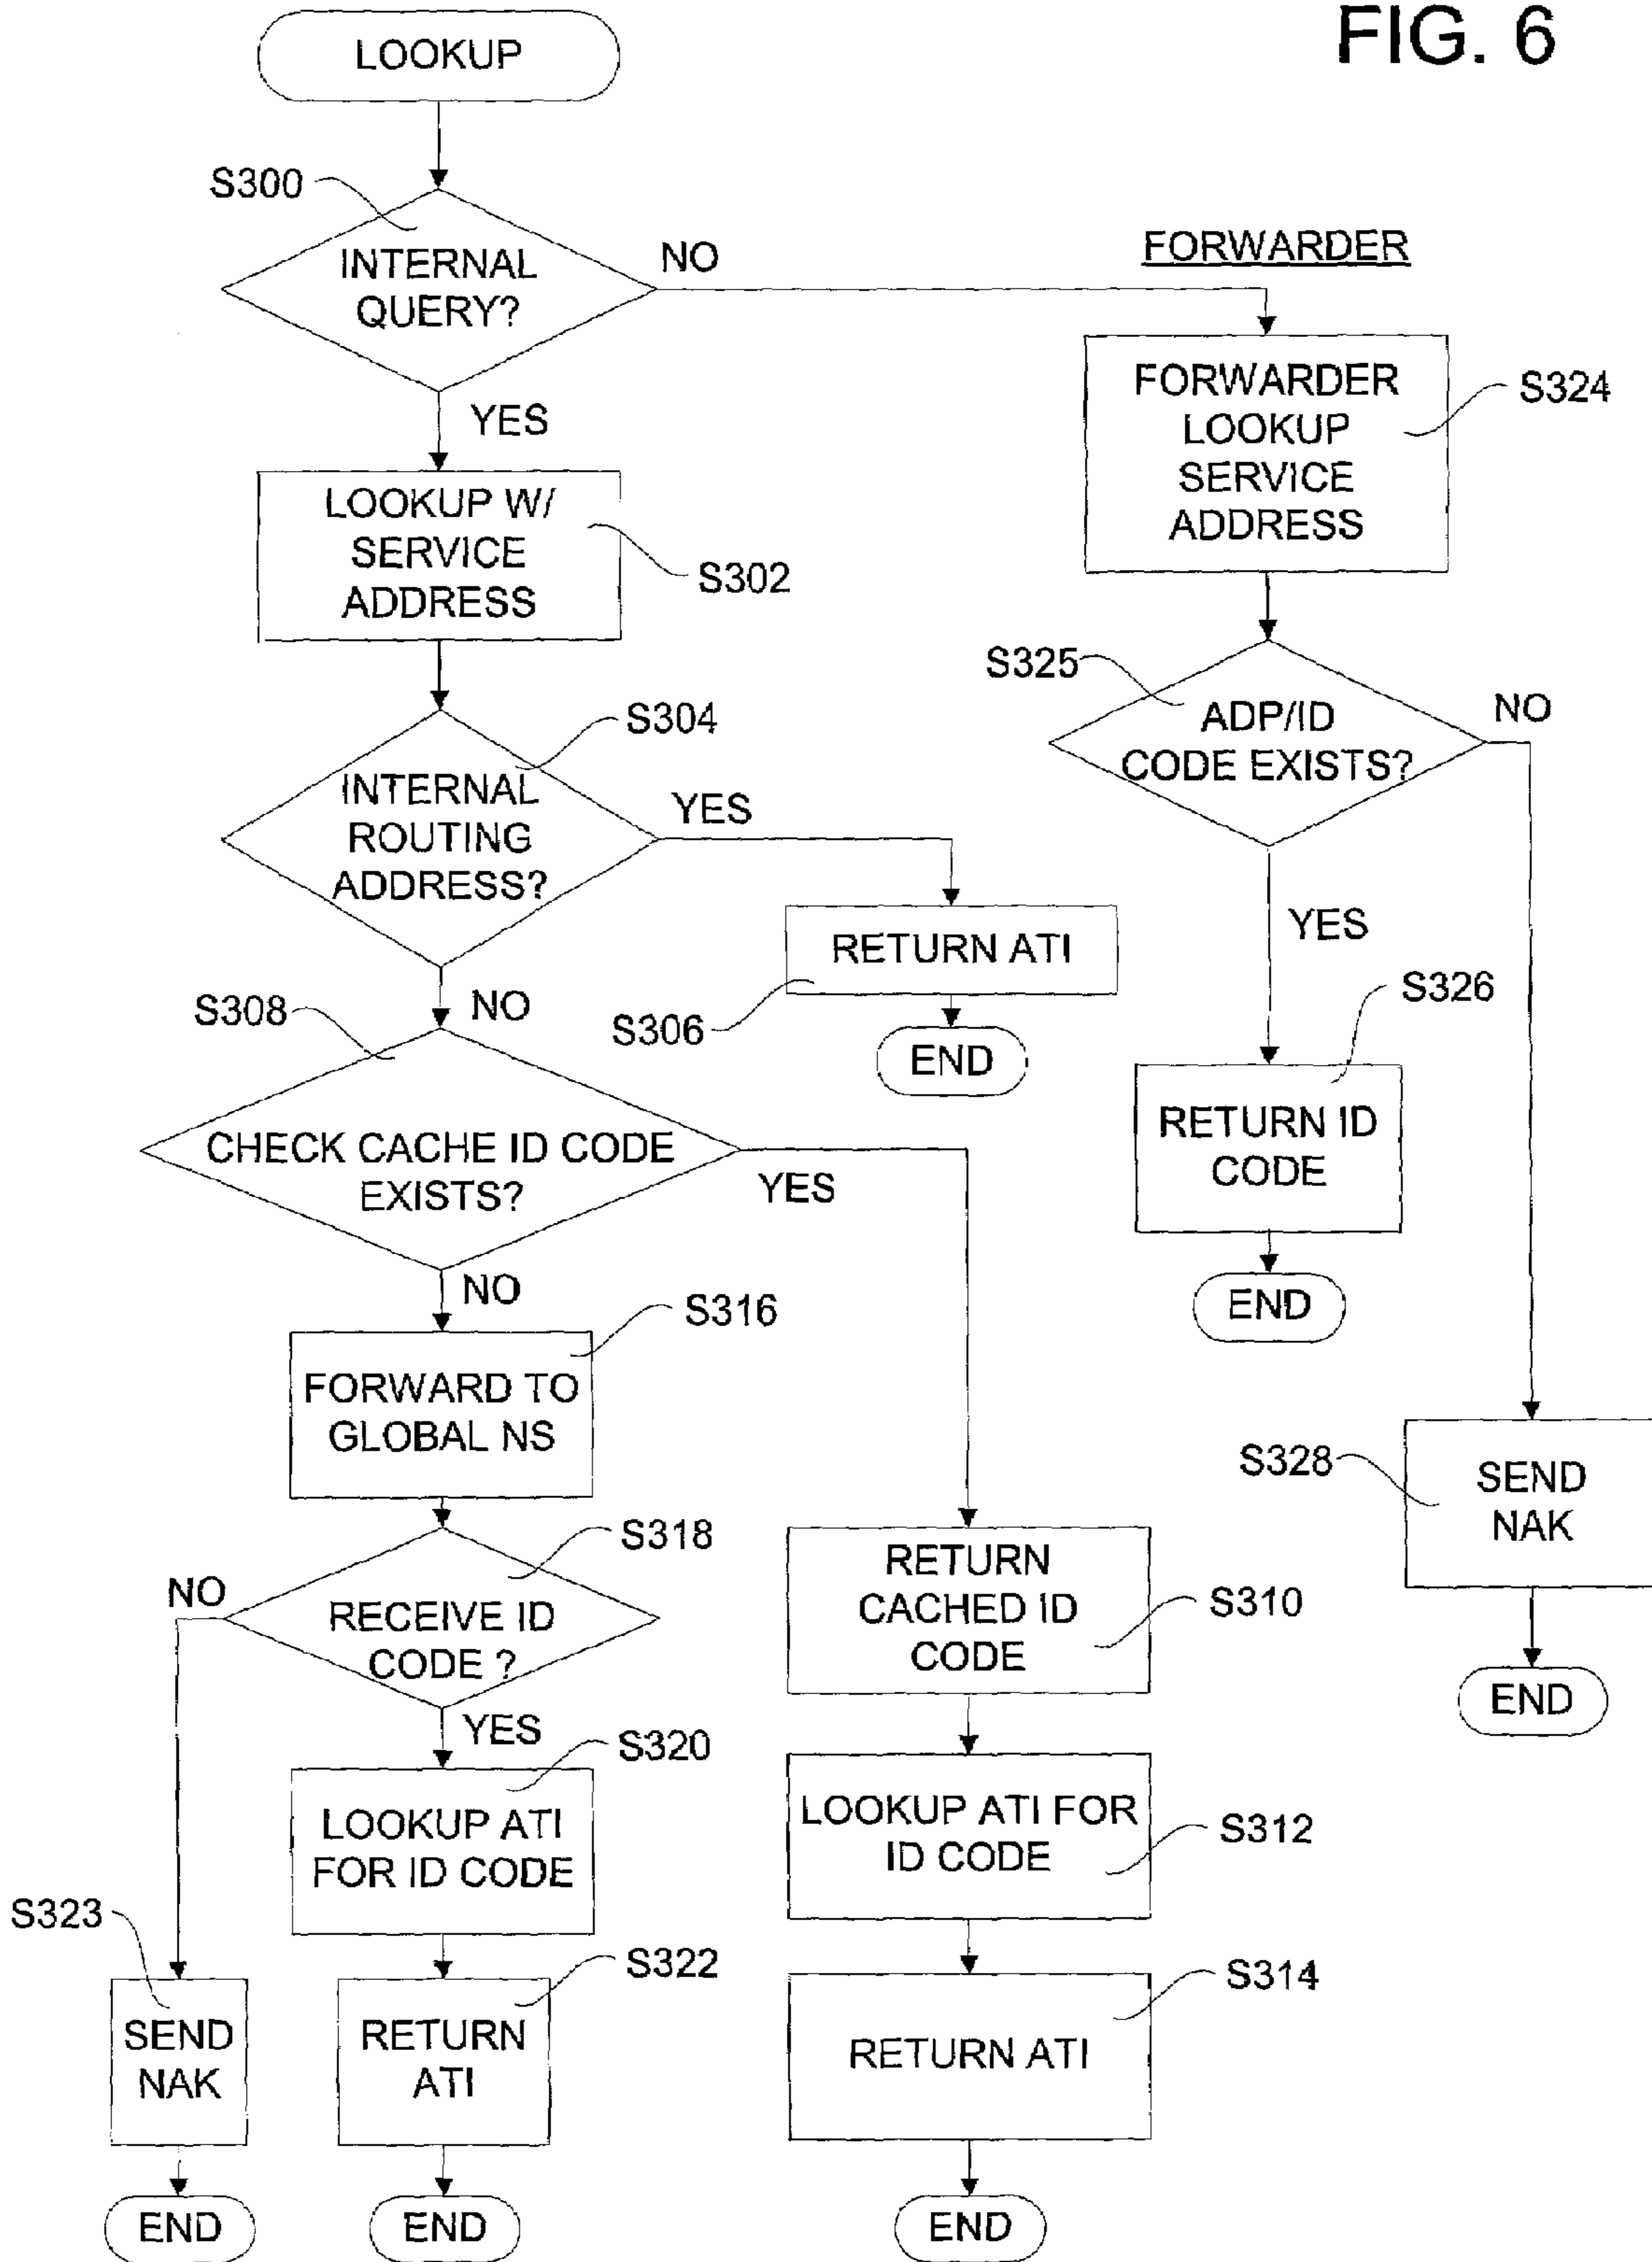 FIG. 6
LOOKUP
S300
INTERNAL
QUERY?
NO
YES
FORWARDER
FORWARDER
LOOKUP
SERVICE
ADDRESS
S324
LOOKUP W/
SERVICE
ADDRESS
S302
S325
ADP/ID
CODE EXISTS?
NO
YES
S304
INTERNAL
ROUTING
ADDRESS?
YES
NO
RETURN ATI
S306
END
S326
RETURN ID
CODE
END
S308
CHECK CACHE ID CODE
EXISTS?
YES
NO
S316
FORWARD TO
GLOBAL NS
S328
SEND
NAK
END
S318
NO
RECEIVE ID
CODE ?
YES
RETURN
CACHED ID
CODE
S310
S320
LOOKUP ATI
FOR ID CODE
LOOKUP ATI FOR
ID CODE
S312
S323
SEND
NAK
END
S322
RETURN
ATI
END
S314
RETURN ATI
END